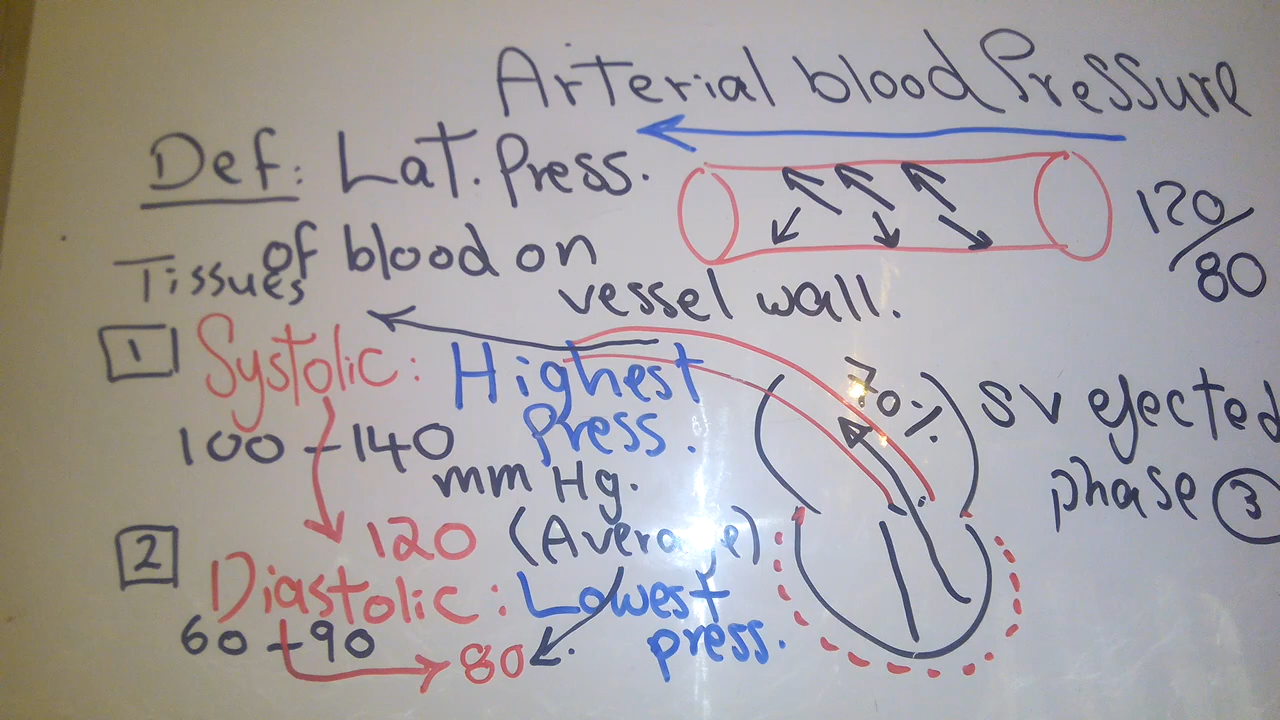 Arterial blood Pressure
Def: Lat. Press.
of blood on
vessel wall.
120/80
Tissues
1 Systolic: Highest
Press.
100 - 140
mm Hg.
120 (Average)
70%
SV ejected
phase 3
2 Diastolic: Lowest
press.
60 - 90
80